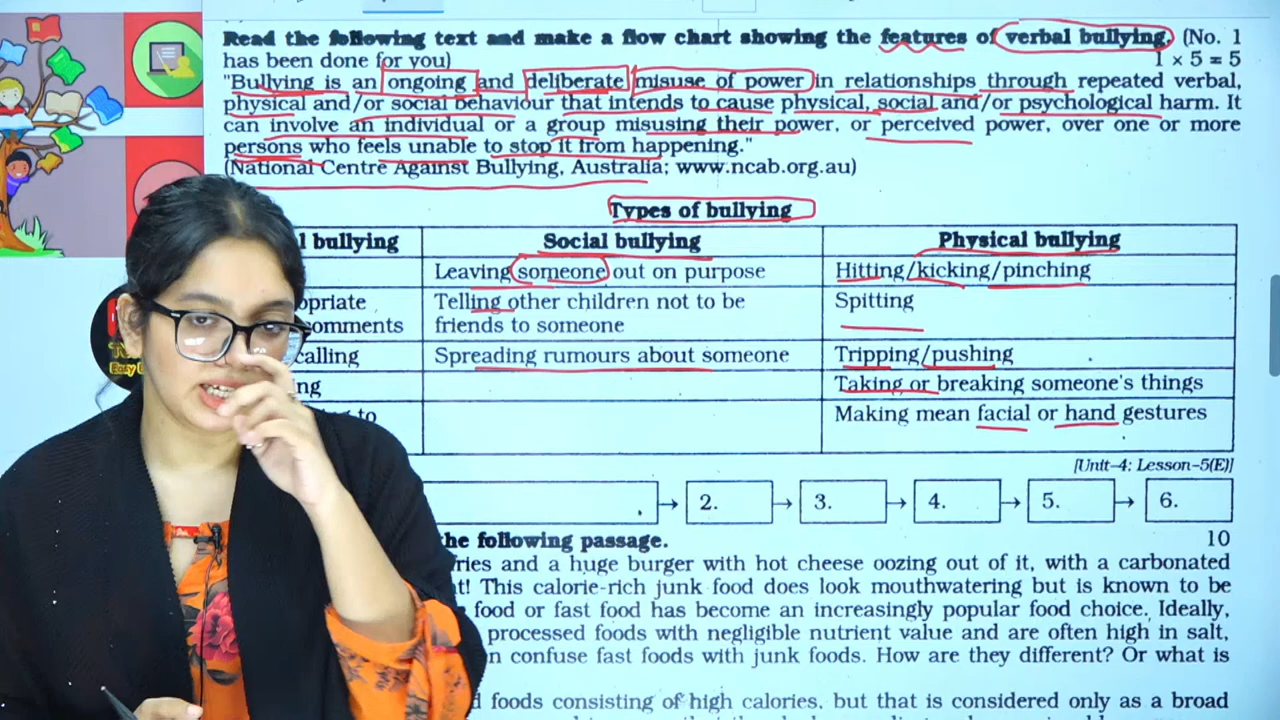 Read the following text and make a flow chart showing the features of verbal bullying. (No. 1
has been done for you) 1 × 5 = 5
"Bullying is an ongoing and deliberate misuse of power in relationships through repeated verbal,
physical and/or social behaviour that intends to cause physical, social and/or psychological harm. It
can involve an individual or a group misusing their power, or perceived power, over one or more
persons who feels unable to stop it from happening."
(National Centre Against Bullying, Australia; www.ncab.org.au)
Types of bullying
l bullying Social bullying Physical bullying
Leaving someone out on purpose Hitting/kicking/pinching
opriate Telling other children not to be Spitting
comments friends to someone
calling Spreading rumours about someone Tripping/pushing
ng Taking or breaking someone's things
to Making mean facial or hand gestures
[Unit-4: Lesson-5(E)]
2. 3. 4. 5. 6.
he following passage. 10
ries and a huge burger with hot cheese oozing out of it, with a carbonated
t! This calorie-rich junk food does look mouthwatering but is known to be
food or fast food has become an increasingly popular food choice. Ideally,
processed foods with negligible nutrient value and are often high in salt,
n confuse fast foods with junk foods. How are they different? Or what is
d foods consisting of high calories, but that is considered only as a broad